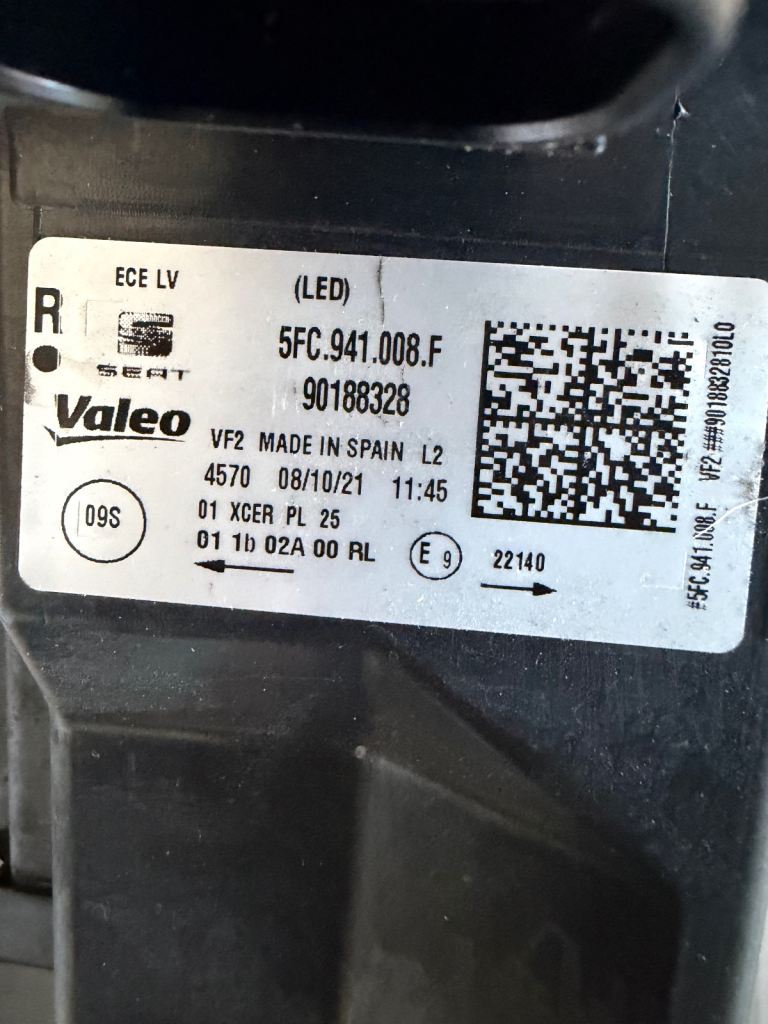 ECE LV
(LED)
R
SEAT
5FC.941.008.F
90188328
Valeo
VF2 MADE IN SPAIN L2
4570 08/10/21 11:45
09S
01 XCER PL 25
01 1b 02A 00 RL
E 9
22140
#5FC.941.008.F VF2 ###9018832810L0